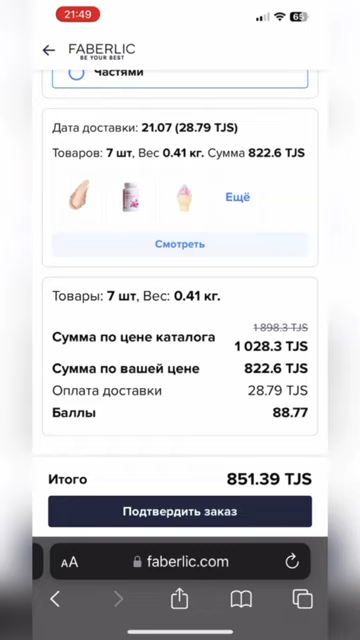 21:49
65
FABERLIC
BE YOUR BEST
Частями
Дата доставки: 21.07 (28.79 TJS)
Товаров: 7 шт, Вес 0.41 кг. Сумма 822.6 TJS
Ещё
Смотреть
Товары: 7 шт, Вес: 0.41 кг.
1 898.3 TJS
Сумма по цене каталога 1 028.3 TJS
Сумма по вашей цене 822.6 TJS
Оплата доставки 28.79 TJS
Баллы 88.77
Итого 851.39 TJS
Подтвердить заказ
AA faberlic.com